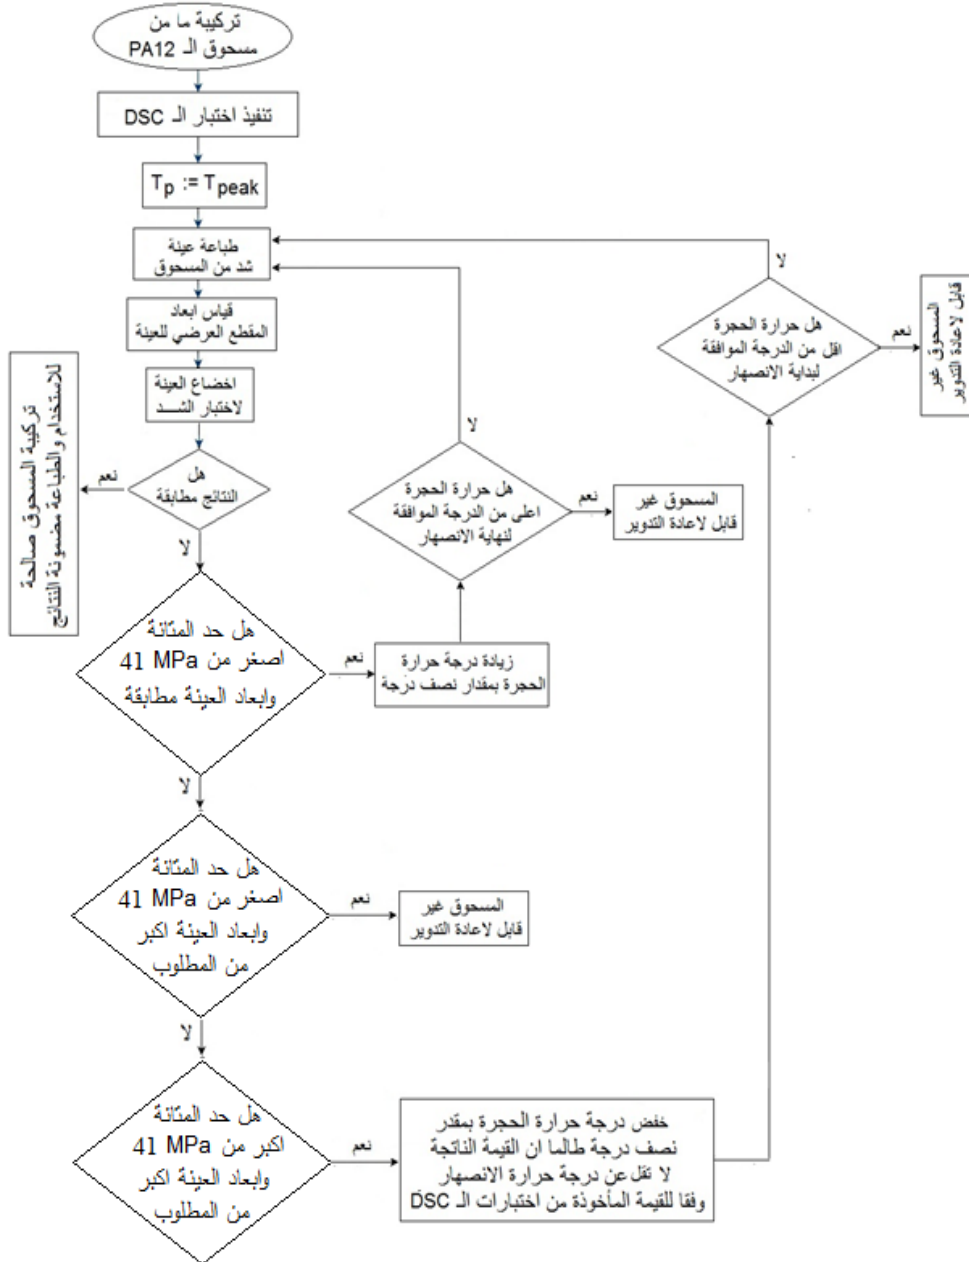 تركيبة ما من
مسحوق الـ PA12
تنفيذ اختبار الـ DSC
Tp := Tpeak
طباعة عينة
شد من المسحوق
قياس ابعاد
المقطع العرضي للعينة
اخضاع العينة
لاختبار الشـــد
هل
النتائج مطابقة
نعم
تركيبة المسحوق صالحة
للاستخدام والطباعة مضمونة النتائج
لا
هل حد المتانة
اصغر من 41 MPa
وابعاد العينة مطابقة
نعم
زيادة درجة حرارة
الحجرة بمقدار نصف درجة
هل حرارة الحجرة
اعلى من الدرجة الموافقة
لنهاية الانصهار
لا
نعم
المسحوق غير
قابل لاعادة التدوير
لا
هل حد المتانة
اصغر من 41 MPa
وابعاد العينة اكبر
من المطلوب
نعم
المسحوق غير
قابل لاعادة التدوير
لا
هل حد المتانة
اكبر من 41 MPa
وابعاد العينة اكبر
من المطلوب
نعم
خفض درجة حرارة الحجرة بمقدر
نصف درجة طالما ان القيمة الناتجة
لا تقل عن درجة حرارة الانصهار
وفقا للقيمة المأخوذة من اختبارات الـ DSC
هل حرارة الحجرة
اقل من الدرجة الموافقة
لبداية الانصهار
لا
نعم
المسحوق غير
قابل لاعادة التدوير